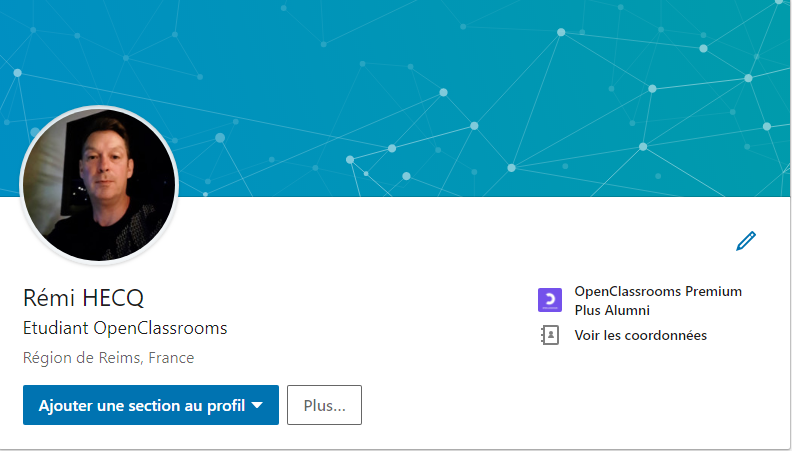 Rémi HECQ
Etudiant OpenClassrooms
Région de Reims, France
Ajouter une section au profil
Plus...
OpenClassrooms Premium
Plus Alumni
Voir les coordonnées